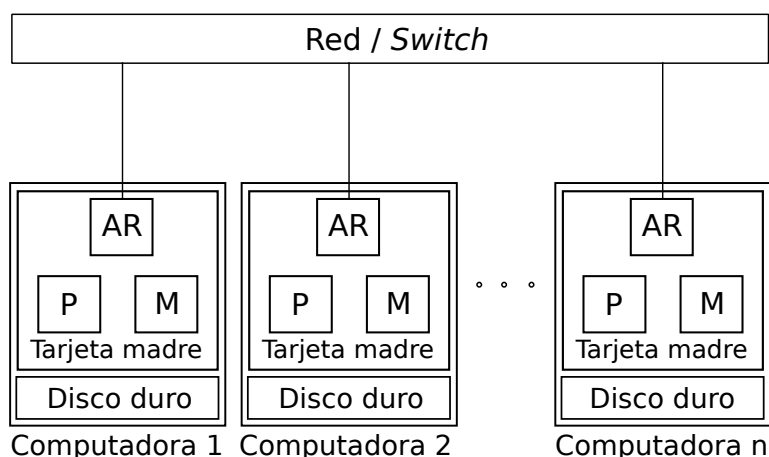 Red / Switch
AR
P M
Tarjeta madre
Disco duro
Computadora 1
AR
P M
Tarjeta madre
Disco duro
Computadora 2
AR
P M
Tarjeta madre
Disco duro
Computadora n